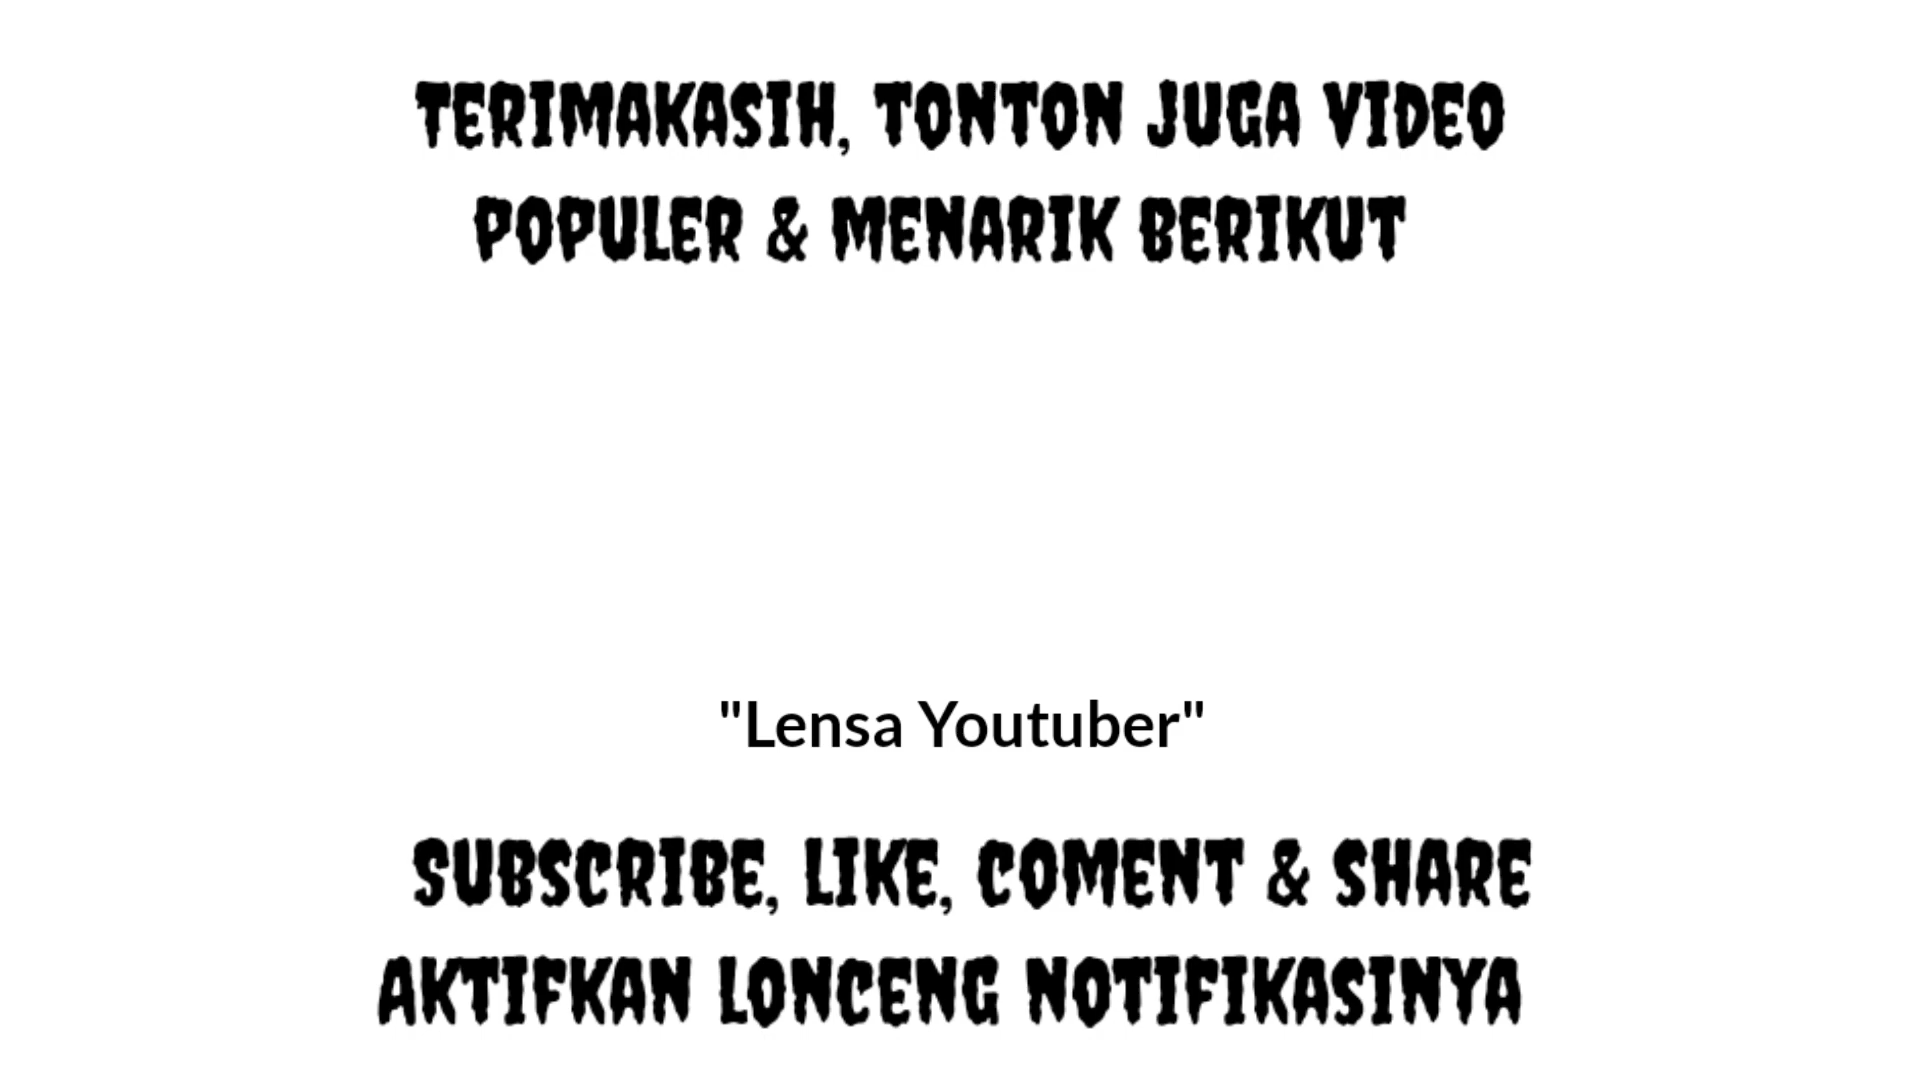 TERIMAKASIH, TONTON JUGA VIDEO
POPULER & MENARIK BERIKUT
"Lensa Youtuber"
SUBSCRIBE, LIKE, COMENT & SHARE
AKTIFKAN LONCENG NOTIFIKASINYA